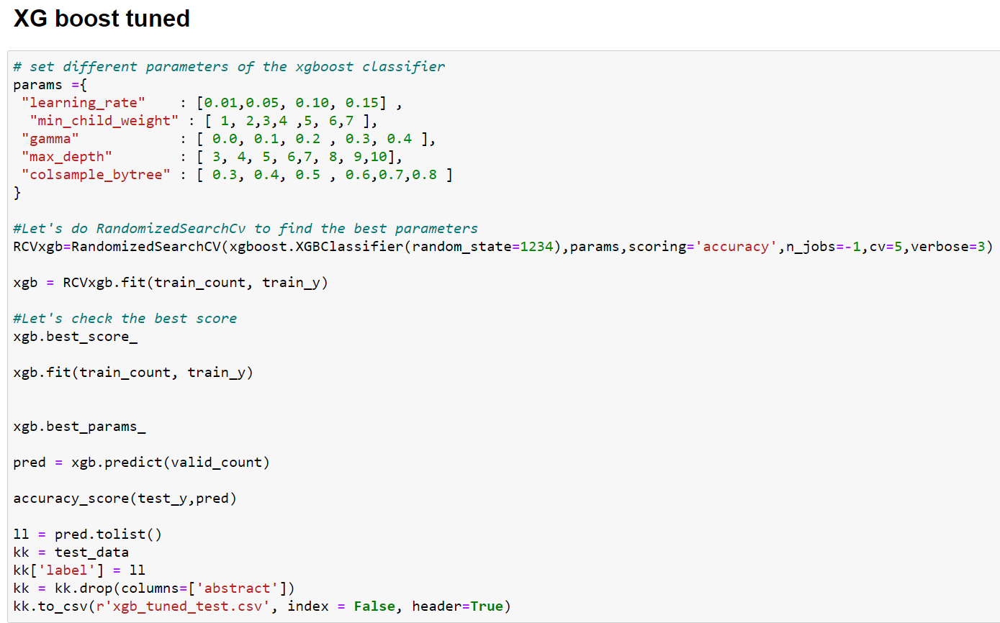 XG boost tuned
# set different parameters of the xgboost classifier
params ={
 "learning_rate"    : [0.01,0.05, 0.10, 0.15] ,
  "min_child_weight" : [ 1, 2,3,4 ,5, 6,7 ],
 "gamma"            : [ 0.0, 0.1, 0.2 , 0.3, 0.4 ],
 "max_depth"        : [ 3, 4, 5, 6,7, 8, 9,10],
 "colsample_bytree" : [ 0.3, 0.4, 0.5 , 0.6,0.7,0.8 ]
}
#Let's do RandomizedSearchCv to find the best parameters
RCVxgb=RandomizedSearchCV(xgboost.XGBClassifier(random_state=1234),params,scoring='accuracy',n_jobs=-1,cv=5,verbose=3)
xgb = RCVxgb.fit(train_count, train_y)
#Let's check the best score
xgb.best_score_
xgb.fit(train_count, train_y)
xgb.best_params_
pred = xgb.predict(valid_count)
accuracy_score(test_y,pred)
ll = pred.tolist()
kk = test_data
kk['label'] = ll
kk = kk.drop(columns=['abstract'])
kk.to_csv(r'xgb_tuned_test.csv', index = False, header=True)